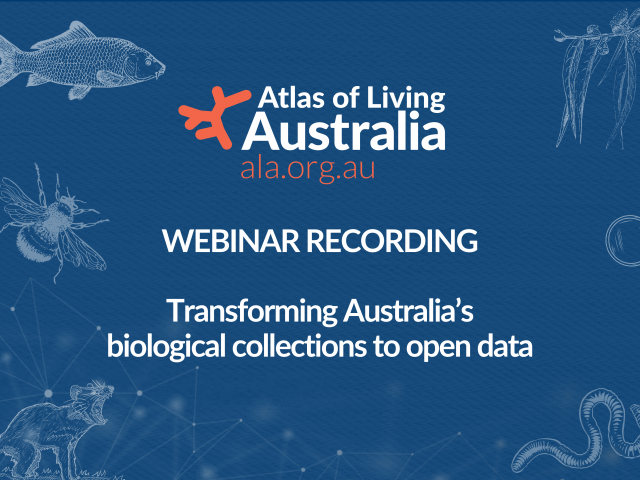 Atlas of Living
Australia
ala.org.au
WEBINAR RECORDING
Transforming Australia’s
biological collections to open data